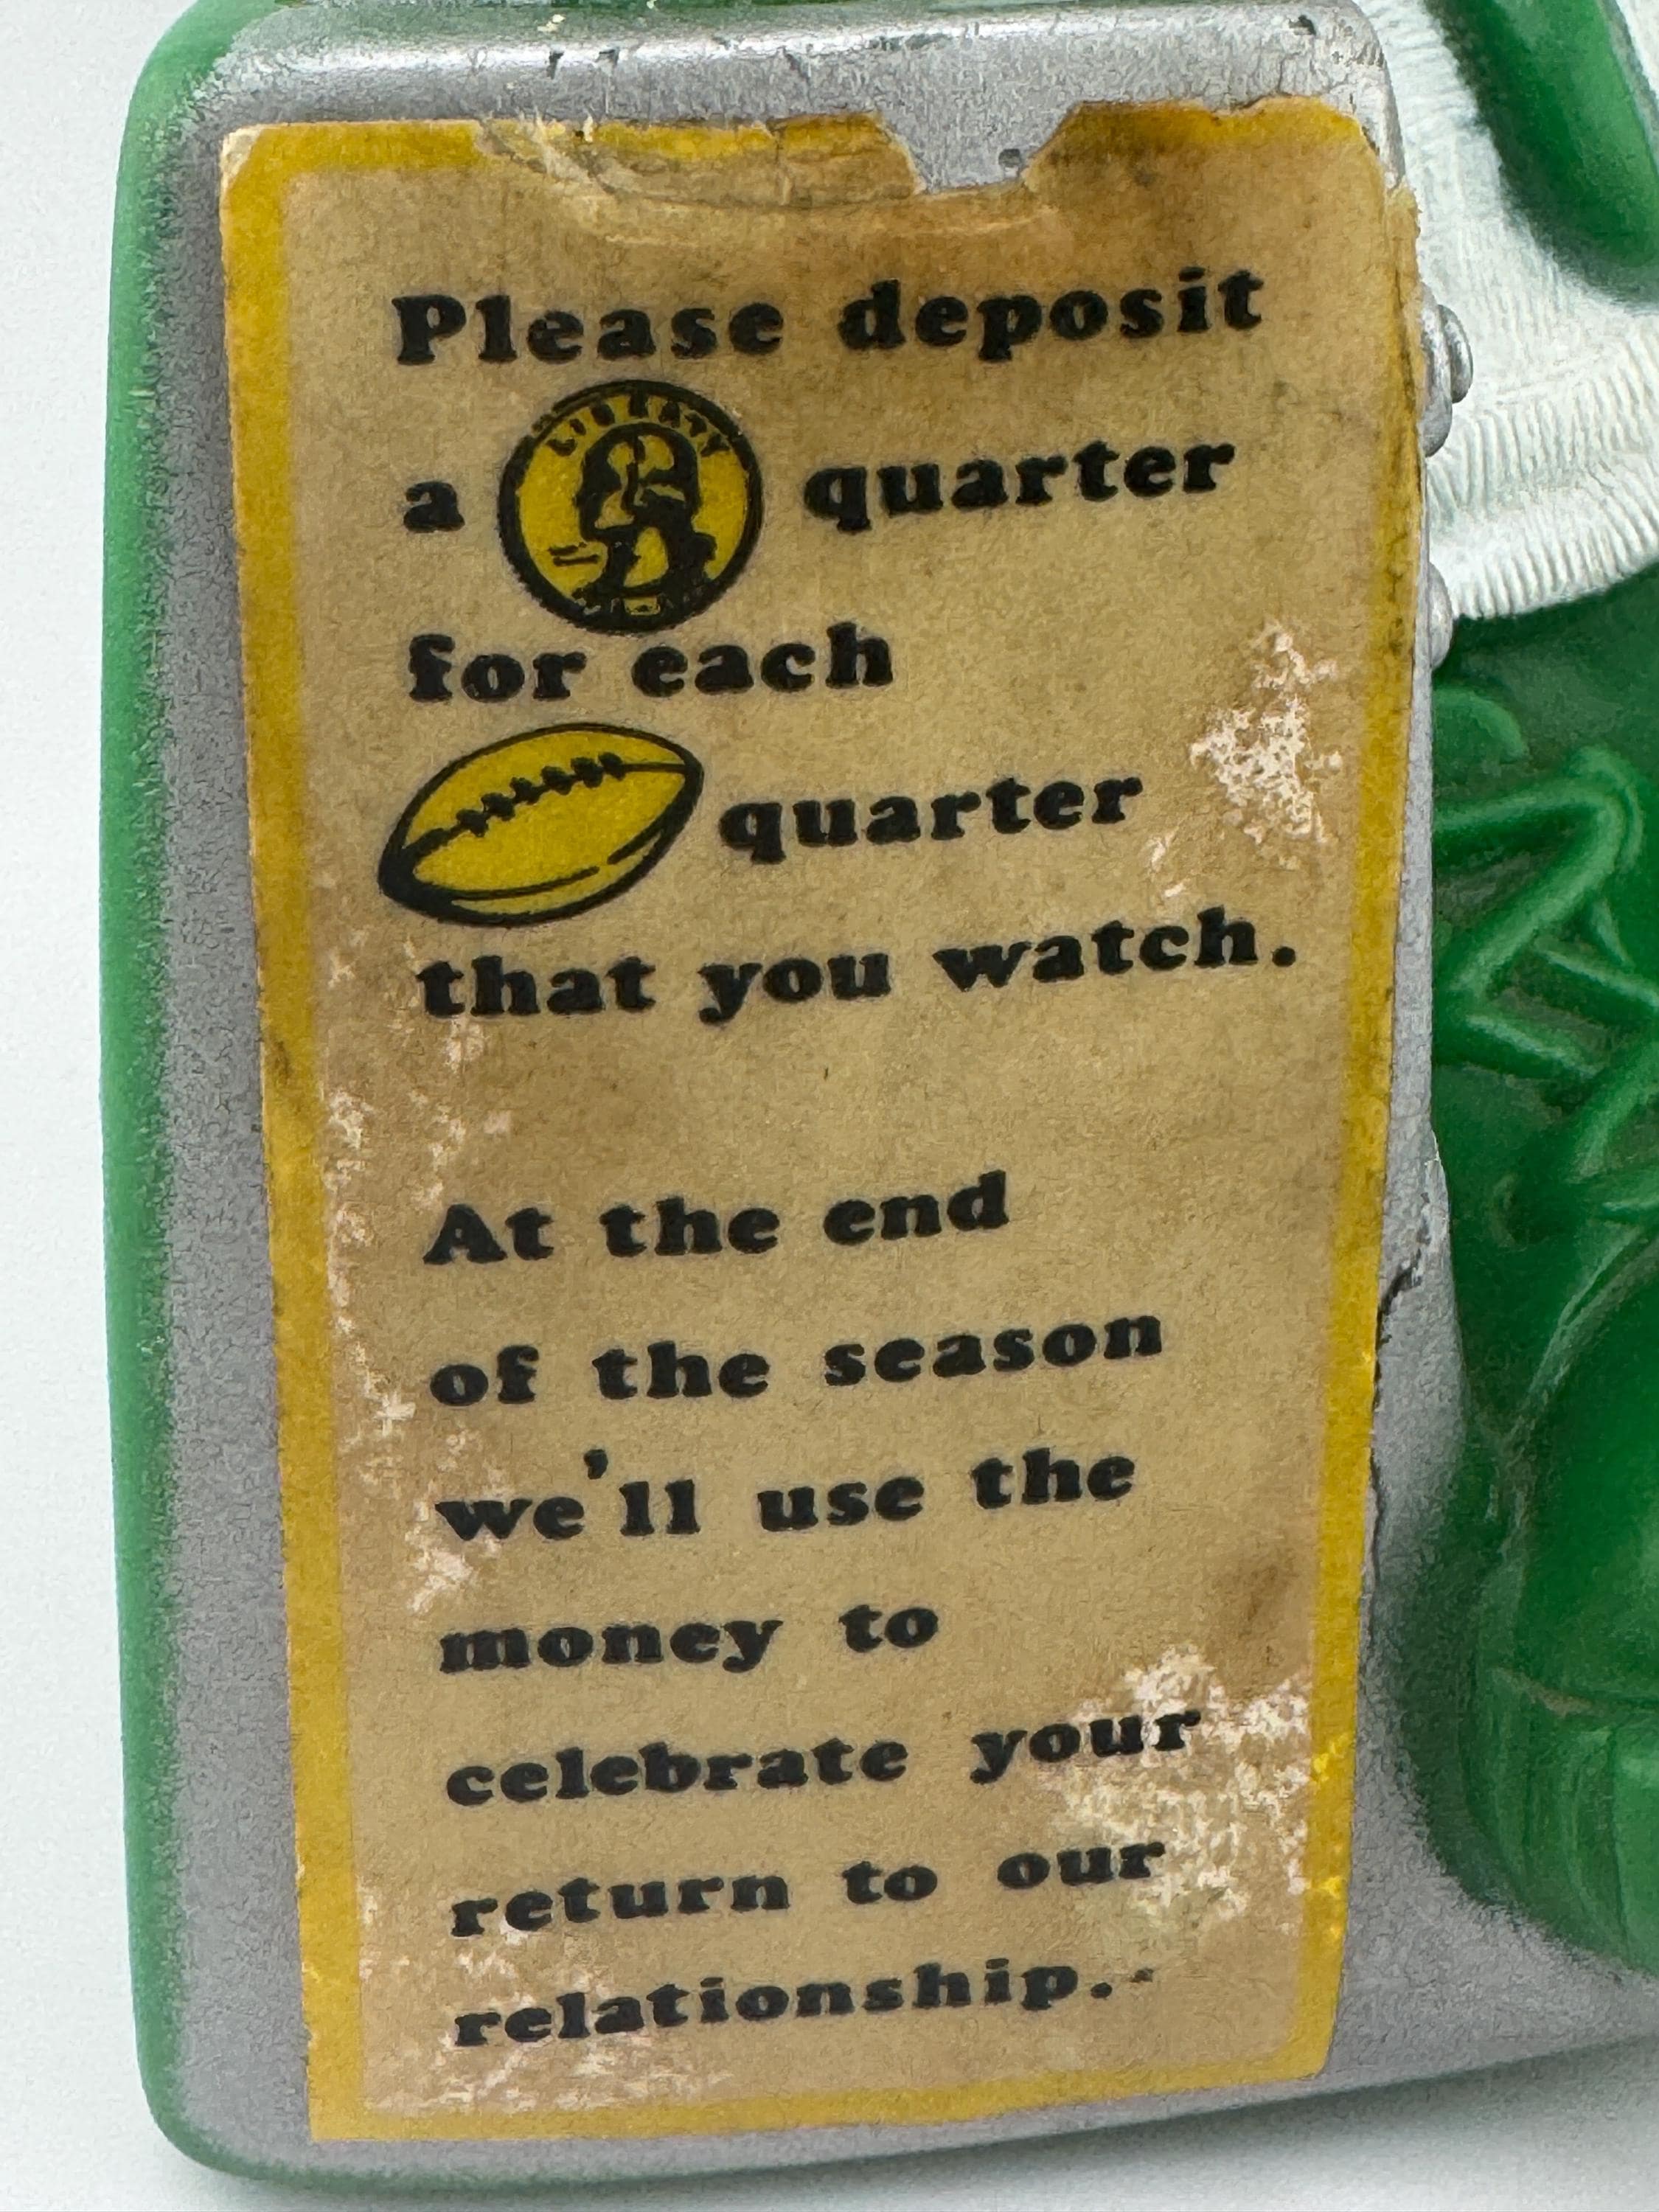 Please deposit
a LIBERTY quarter
for each
quarter
that you watch.
At the end
of the season
we'll use the
money to
celebrate your
return to our
relationship.